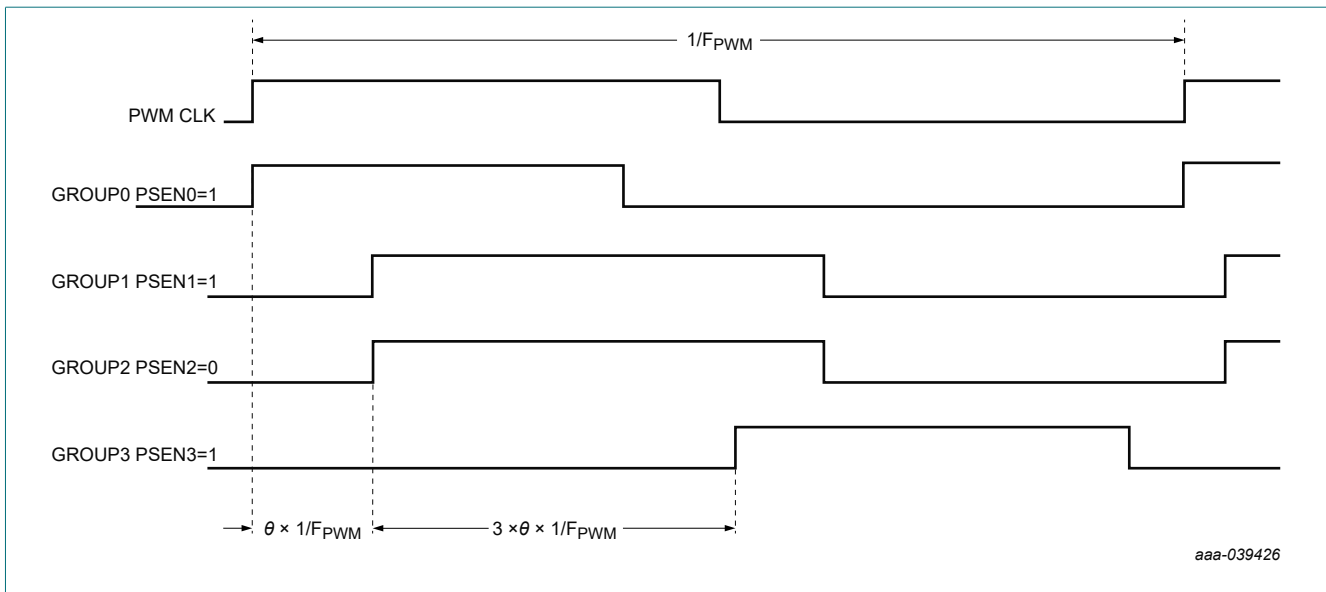 1/FPWM
PWM CLK
GROUP0 PSEN0=1
GROUP1 PSEN1=1
GROUP2 PSEN2=0
GROUP3 PSEN3=1
θ × 1/FPWM
3 ×θ × 1/FPWM
aaa-039426